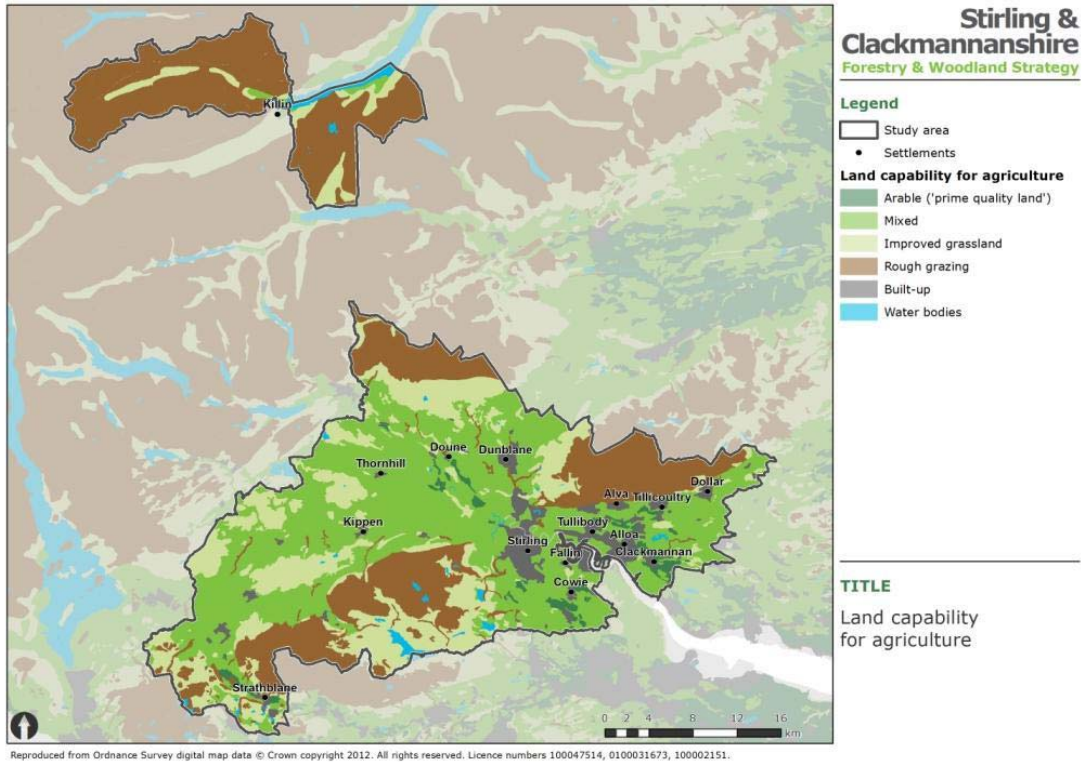 Stirling &
Clackmannanshire
Forestry & Woodland Strategy
Legend
Study area
Settlements
Land capability for agriculture
Arable ('prime quality land')
Mixed
Improved grassland
Rough grazing
Built-up
Water bodies
TITLE
Land capability
for agriculture
Killin
Doune
Dunblane
Thornhill
Dollar
Alva
Tillicoultry
Kippen
Tullibody
Alloa
Stirling
Fallin
Clackmannan
Cowie
Strathblane
0 2 4 8 12 16
km
Reproduced from Ordnance Survey digital map data © Crown copyright 2012. All rights reserved. Licence numbers 100047514, 0100031673, 100002151.